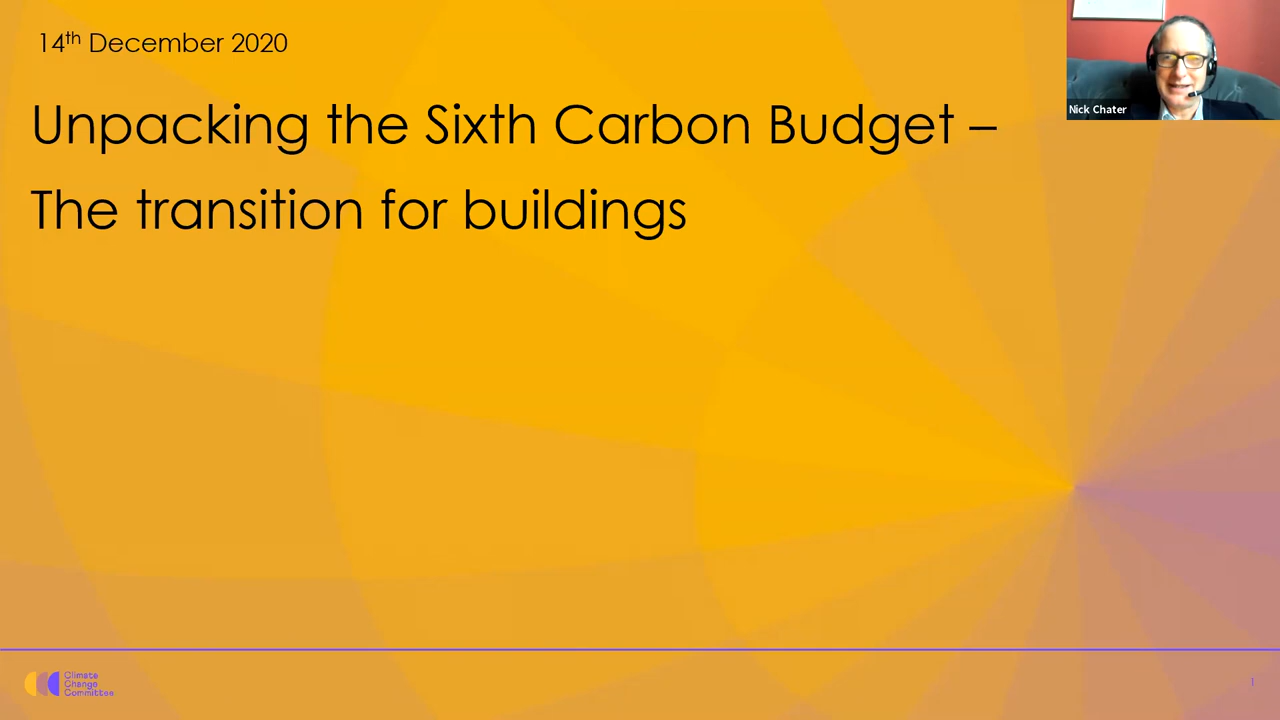 14th December 2020
Unpacking the Sixth Carbon Budget –
The transition for buildings
Nick Chater
Climate
Change
Committee
1